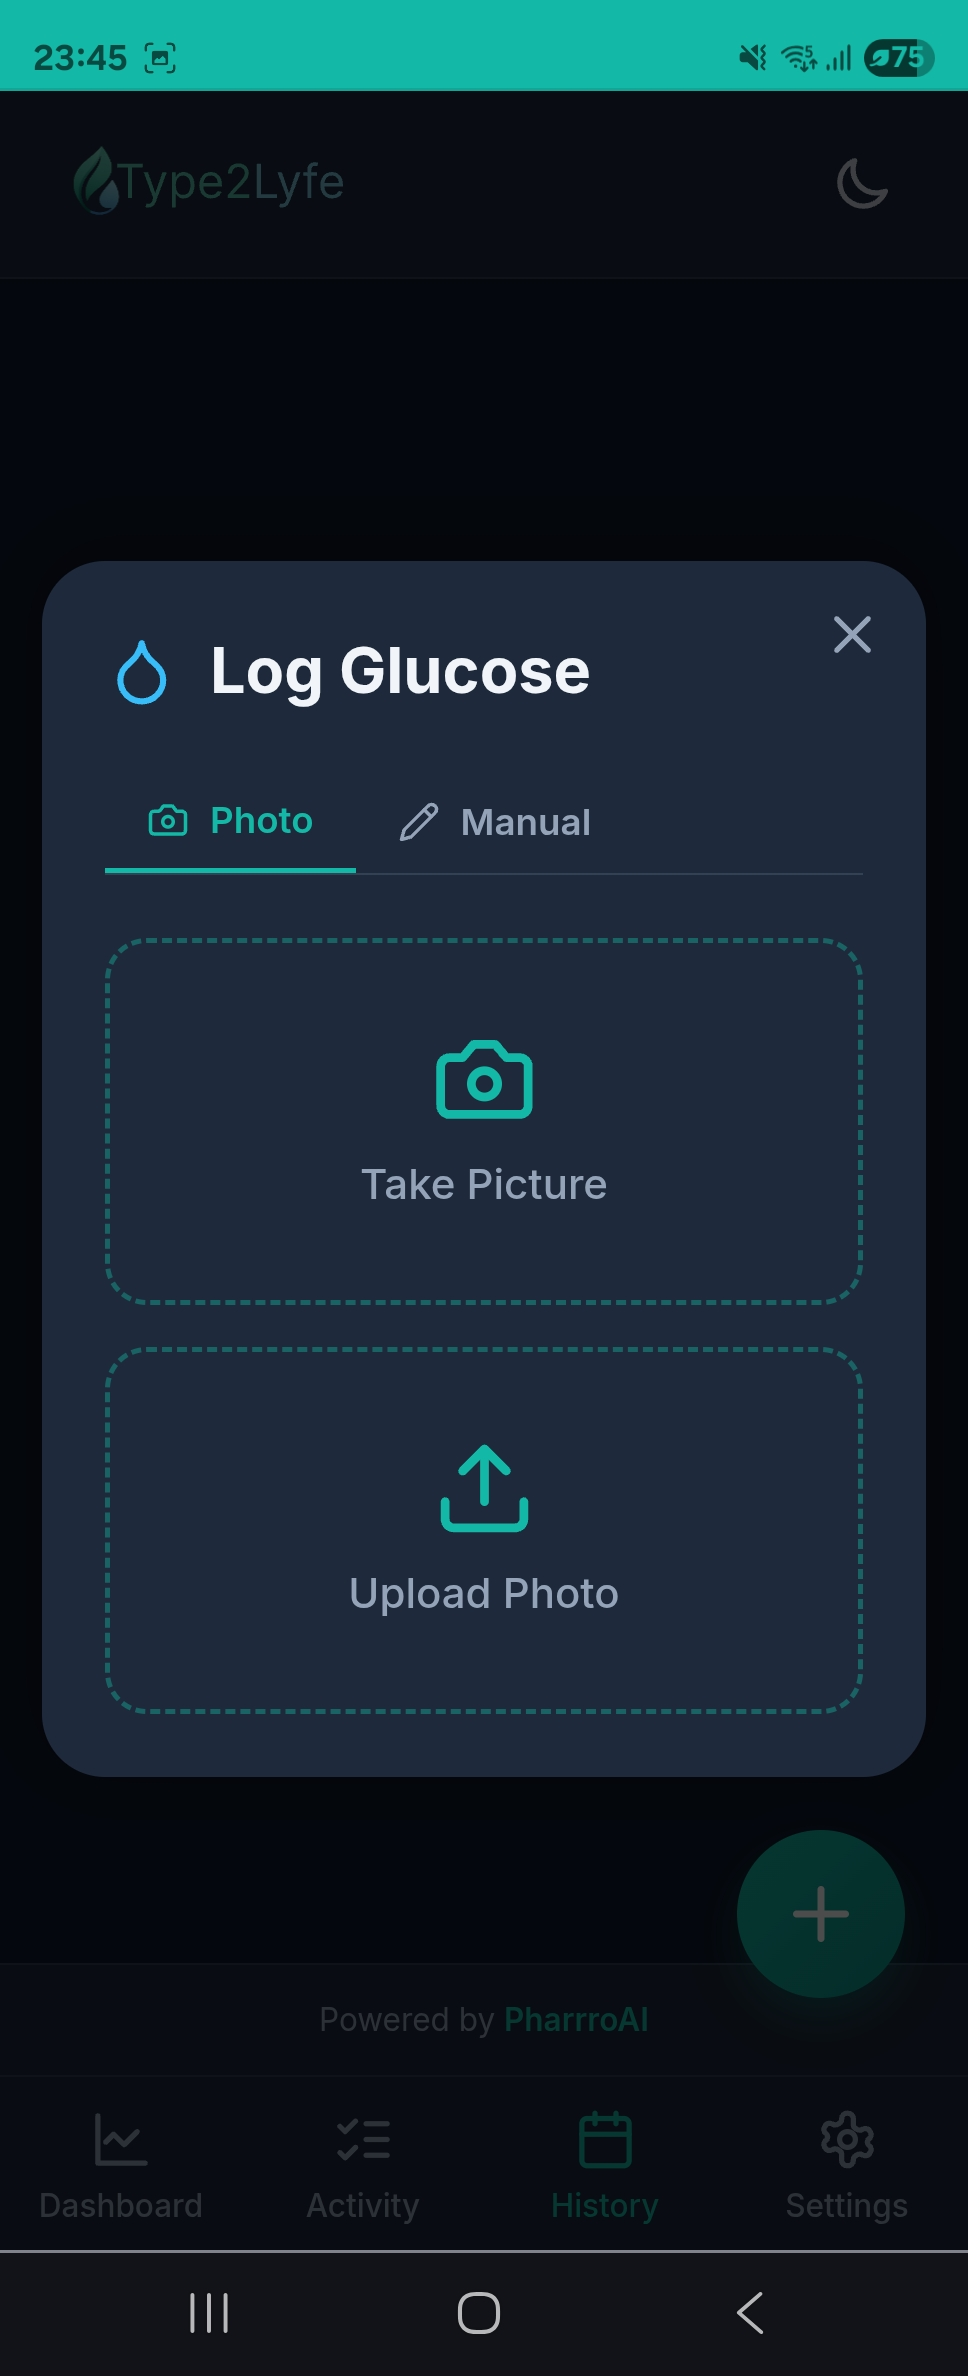 23:45
5
75
Type2Lyfe
Log Glucose
Photo
Manual
Take Picture
Upload Photo
Powered by PharrroAI
Dashboard
Activity
History
Settings